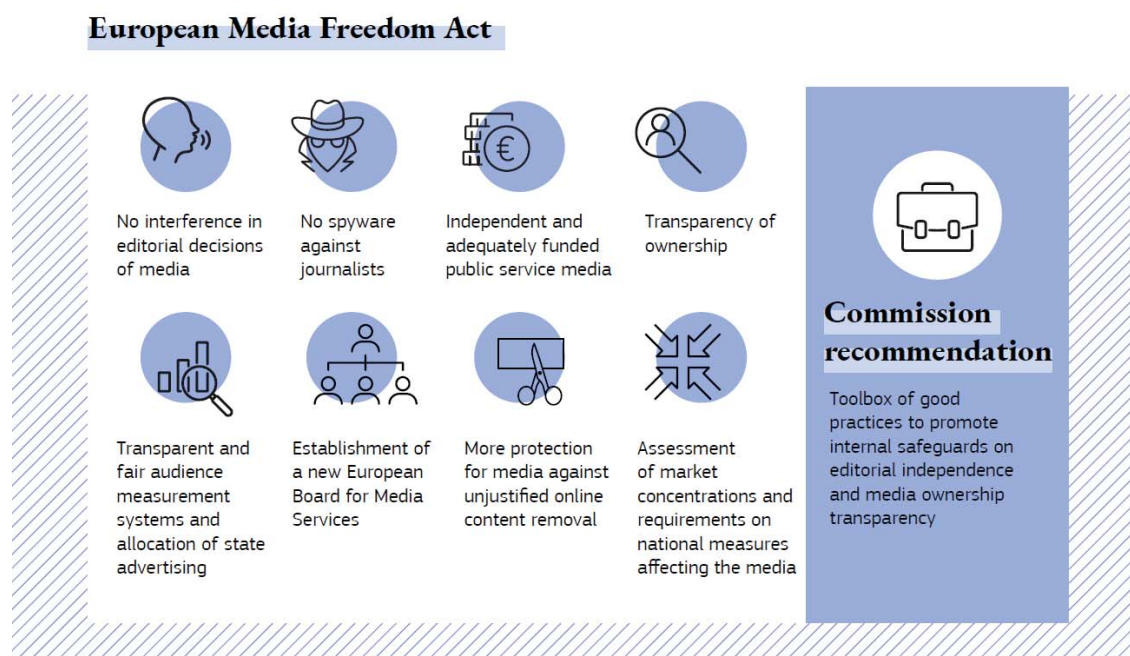 European Media Freedom Act
No interference in
editorial decisions
of media
No spyware
against
journalists
Independent and
adequately funded
public service media
Transparency of
ownership
Transparent and
fair audience
measurement
systems and
allocation of state
advertising
Establishment of
a new European
Board for Media
Services
More protection
for media against
unjustified online
content removal
Assessment
of market
concentrations and
requirements on
national measures
affecting the media
Commission
recommendation
Toolbox of good
practices to promote
internal safeguards on
editorial independence
and media ownership
transparency